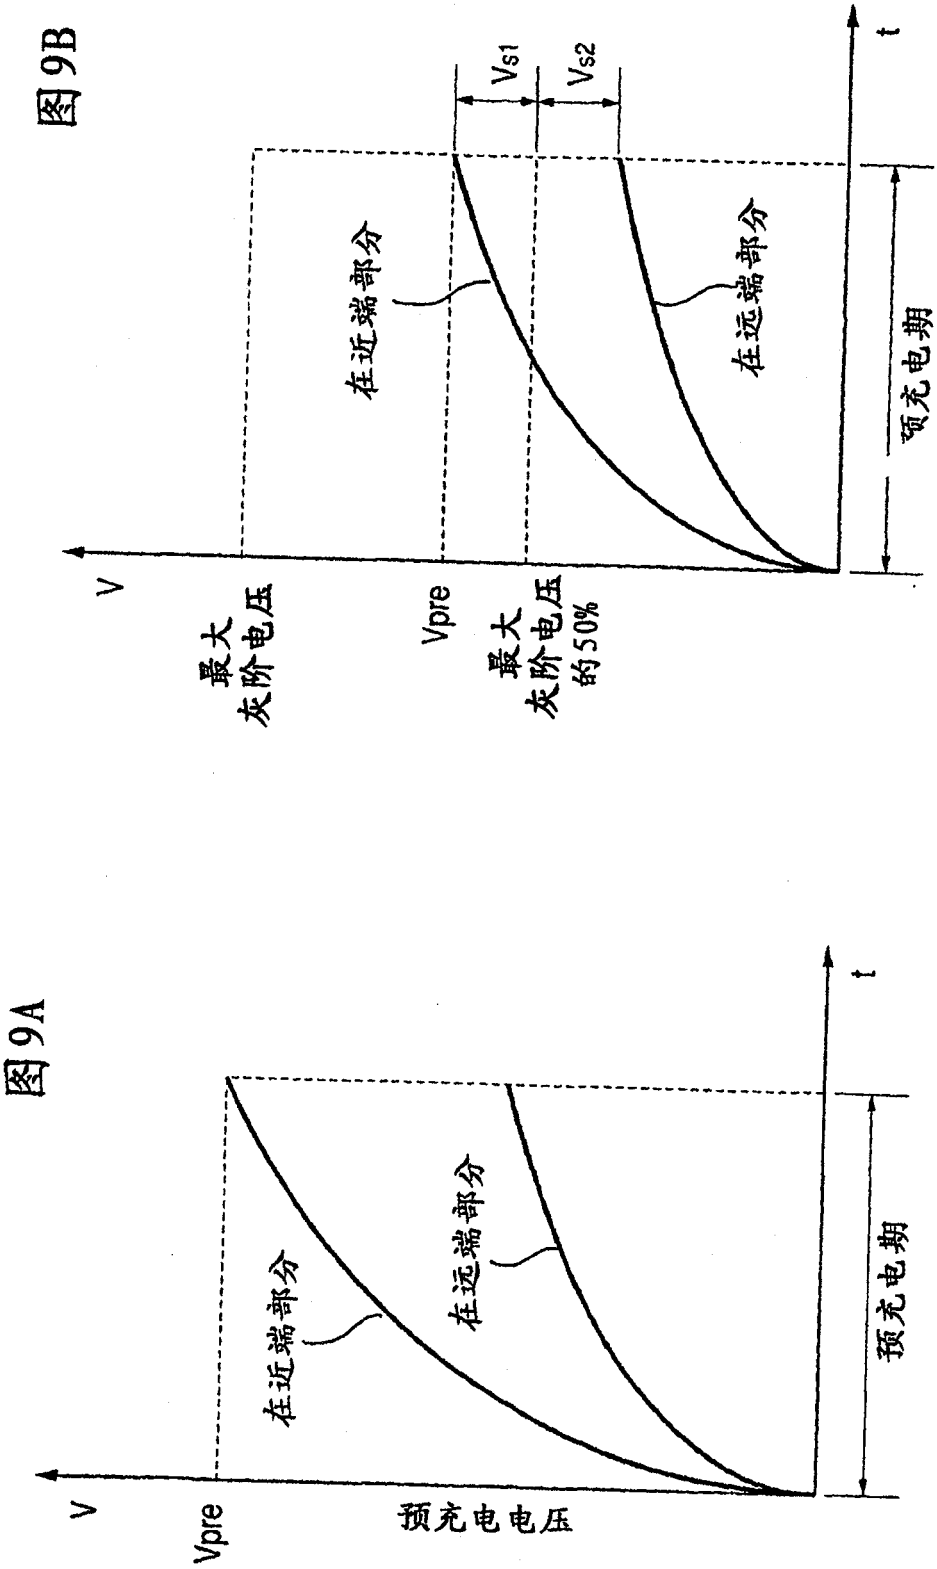 图9A
V
Vpre
预充电电压
在近端部分
在远端部分
t
预充电期
图9B
V
最大
灰阶电压
Vpre
最大
灰阶电压
的50%
在近端部分
在远端部分
Vs1
Vs2
t
预充电期